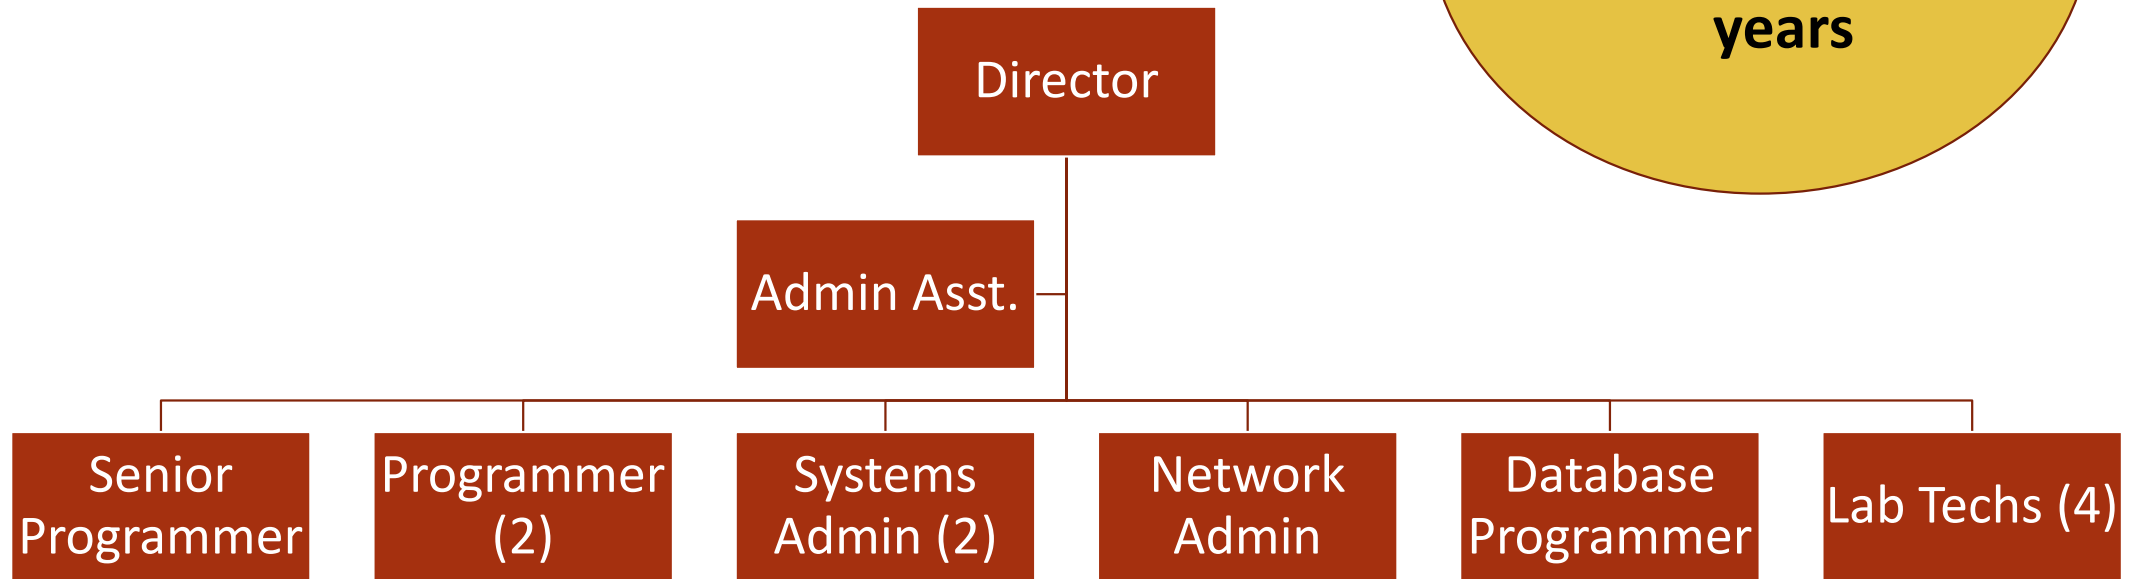 years
Director
Admin Asst.
Senior
Programmer
Programmer
(2)
Systems
Admin (2)
Network
Admin
Database
Programmer
Lab Techs (4)